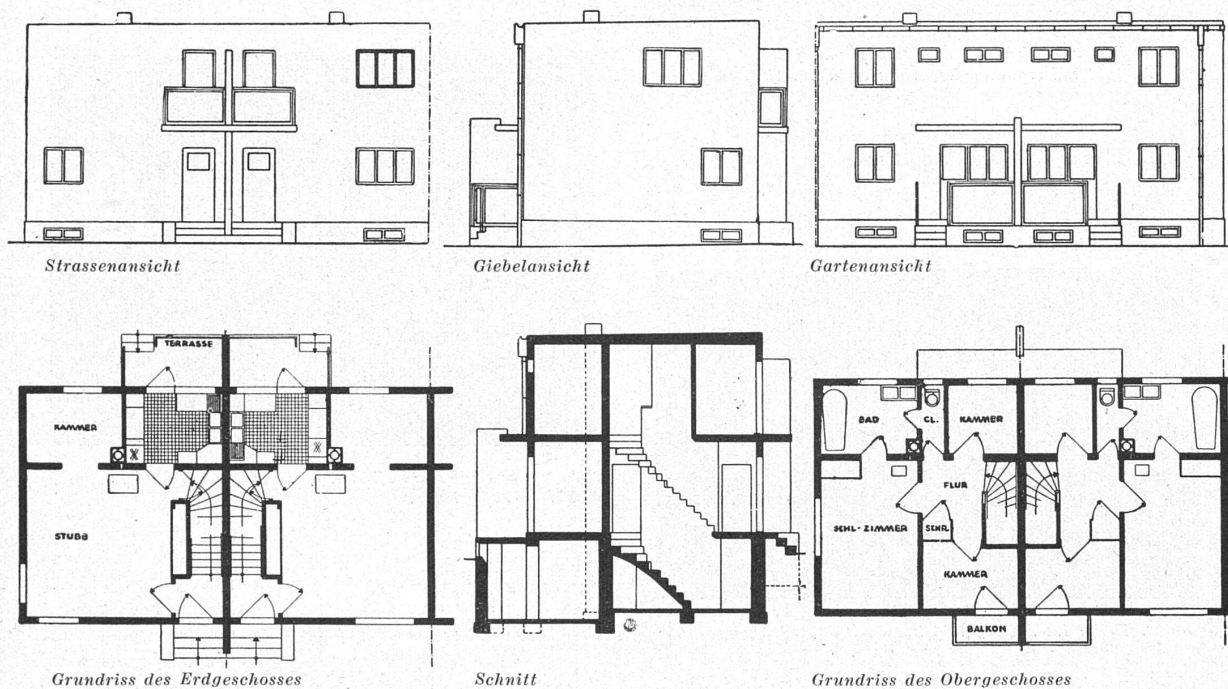 Strassenansicht
Giebelansicht
Gartenansicht
TERRASSE
KAMMER
STUBB
BAD
CL.
KAMMER
FLUR
SCHL-ZIMMER
SCHR.
KAMMER
BALKON
Grundriss des Erdgeschosses
Schnitt
Grundriss des Obergeschosses